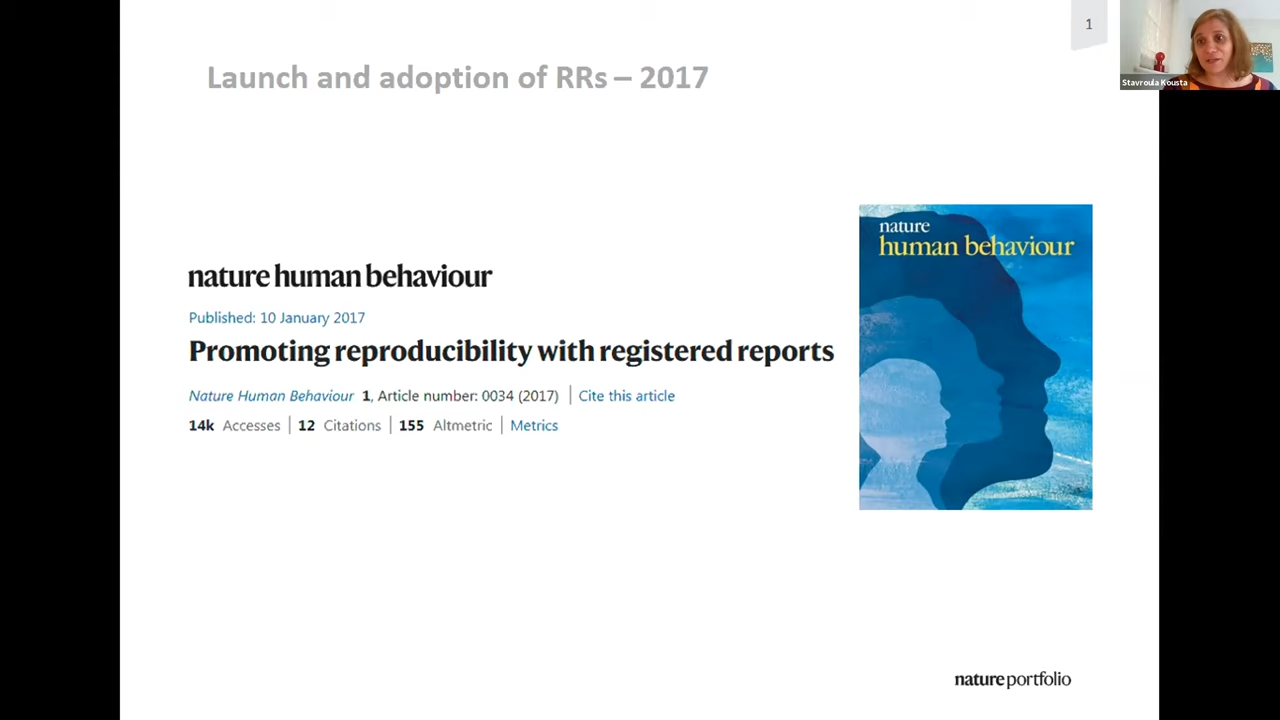 1
Stavroula Kousta
Launch and adoption of RRs – 2017
nature
human behaviour
nature human behaviour
Published: 10 January 2017
Promoting reproducibility with registered reports
Nature Human Behaviour 1, Article number: 0034 (2017) | Cite this article
14k Accesses | 12 Citations | 155 Altmetric | Metrics
nature portfolio